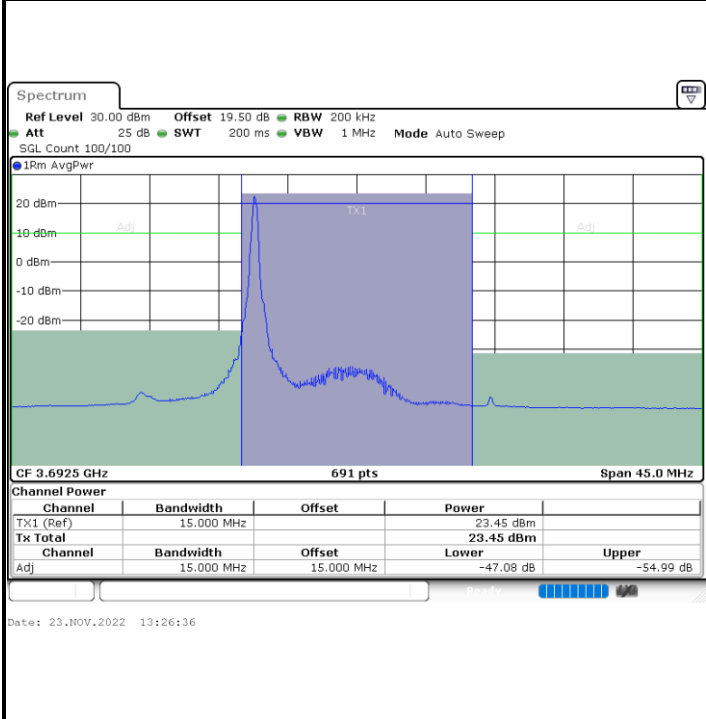 Spectrum
Ref Level 30.00 dBm Offset 19.50 dB RBW 200 kHz
Att 25 dB SWT 200 ms VBW 1 MHz Mode Auto Sweep
SGL Count 100/100
1Rm AvgPwr
20 dBm
TX1
Adj
Adj
10 dBm
0 dBm
-10 dBm
-20 dBm
CF 3.6925 GHz 691 pts Span 45.0 MHz
Channel Power
Channel Bandwidth Offset Power
TX1 (Ref) 15.000 MHz 23.45 dBm
Tx Total 23.45 dBm
Channel Bandwidth Offset Lower Upper
Adj 15.000 MHz 15.000 MHz -47.08 dB -54.99 dB
Ready
Date: 23.NOV.2022 13:26:36